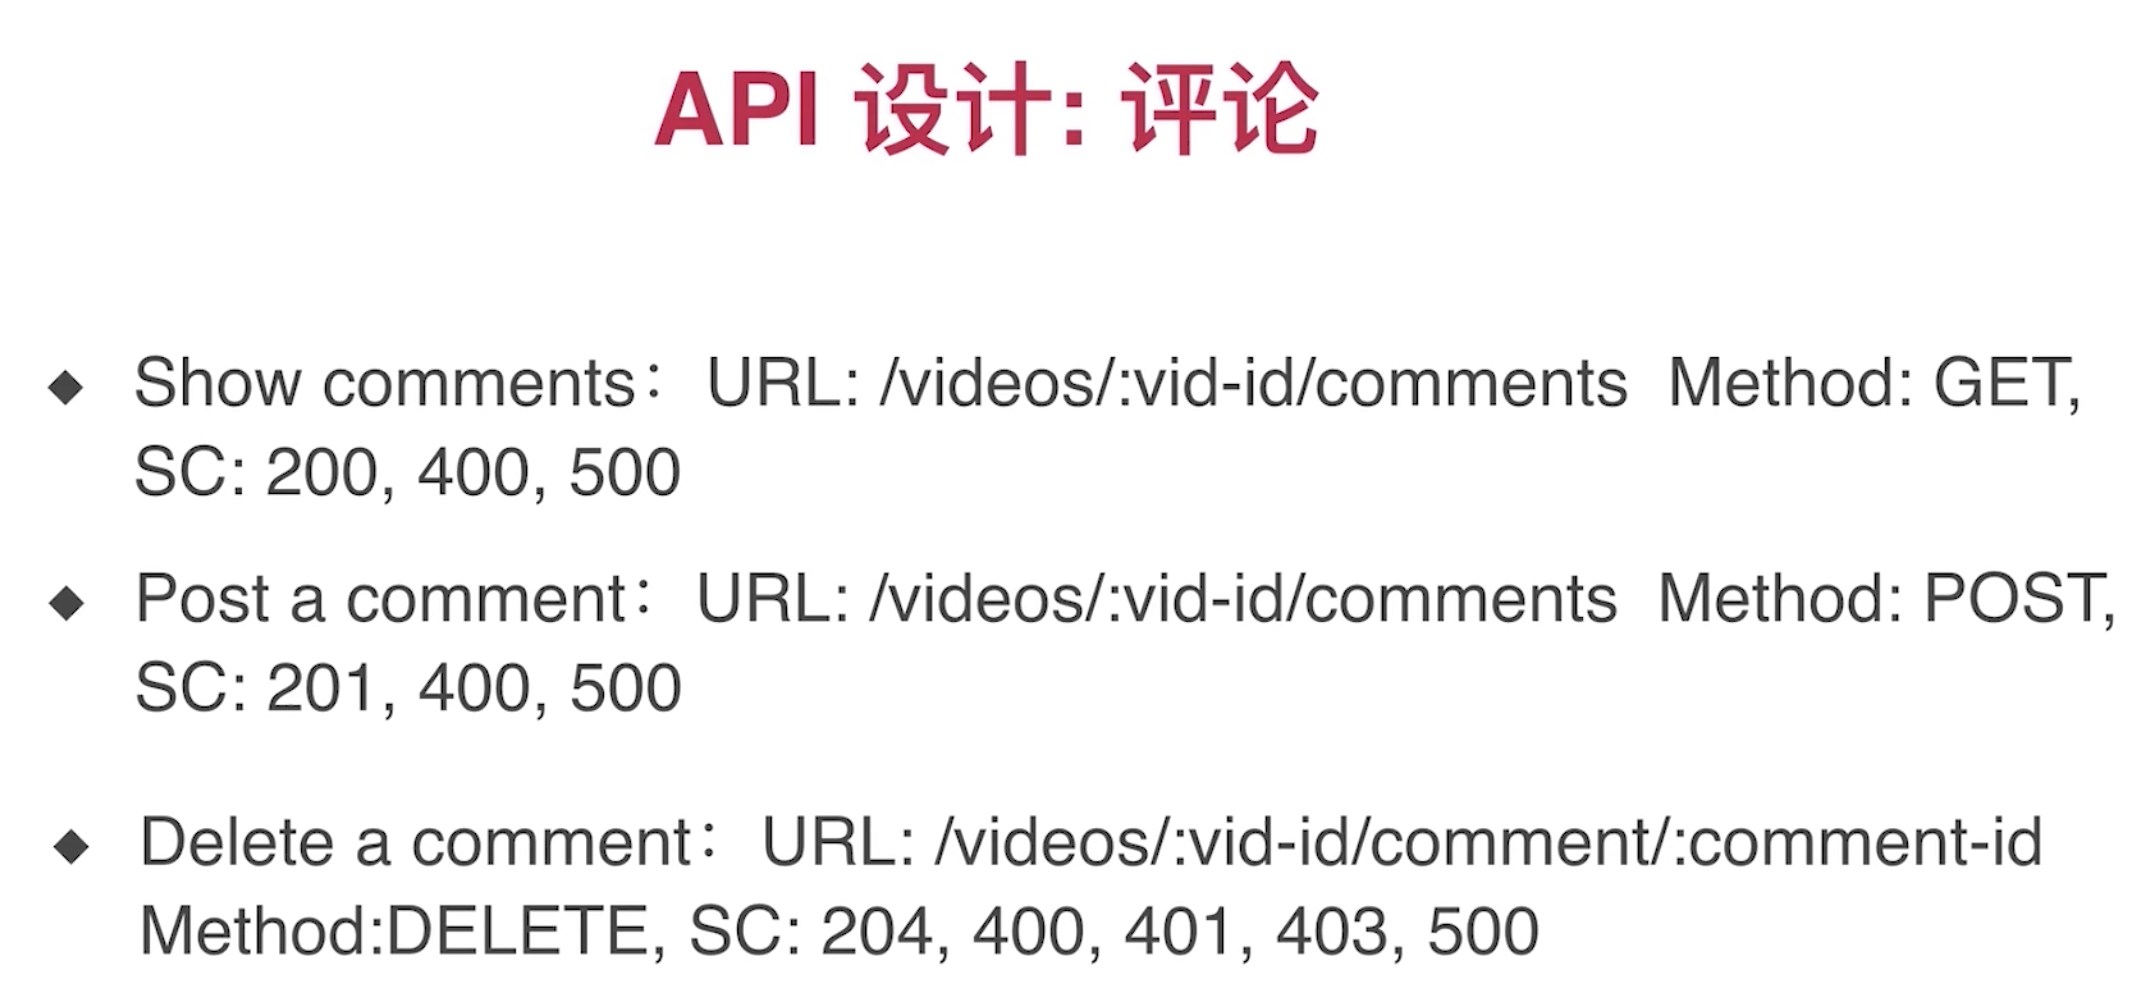 API 设计: 评论
◆ Show comments：URL: /videos/:vid-id/comments Method: GET,
SC: 200, 400, 500
◆ Post a comment：URL: /videos/:vid-id/comments Method: POST,
SC: 201, 400, 500
◆ Delete a comment：URL: /videos/:vid-id/comment/:comment-id
Method:DELETE, SC: 204, 400, 401, 403, 500